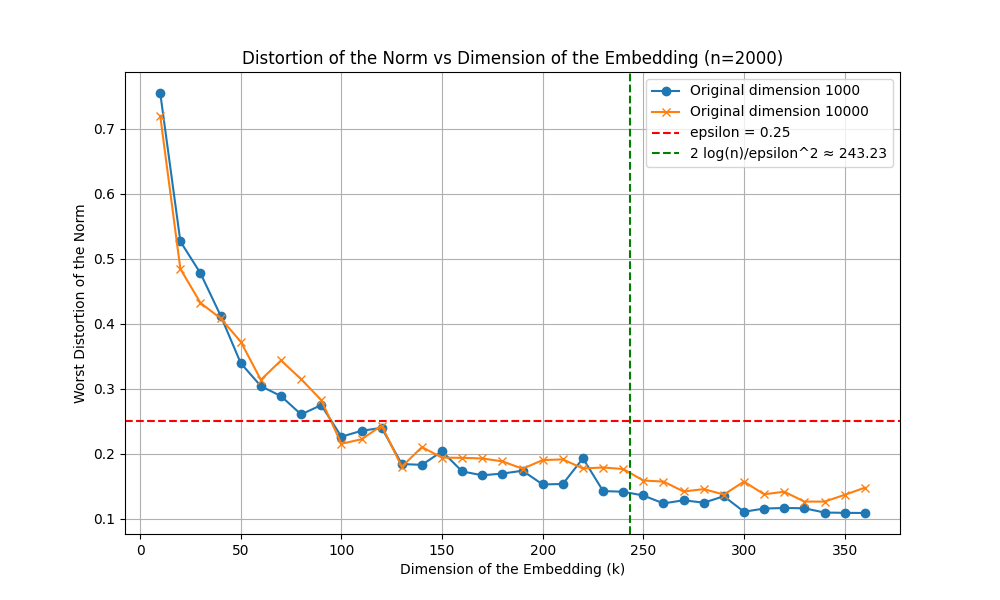 Distortion of the Norm vs Dimension of the Embedding (n=2000)
Original dimension 1000
Original dimension 10000
epsilon = 0.25
2 log(n)/epsilon^2 ≈ 243.23
Worst Distortion of the Norm
0.7
0.6
0.5
0.4
0.3
0.2
0.1
0 50 100 150 200 250 300 350
Dimension of the Embedding (k)